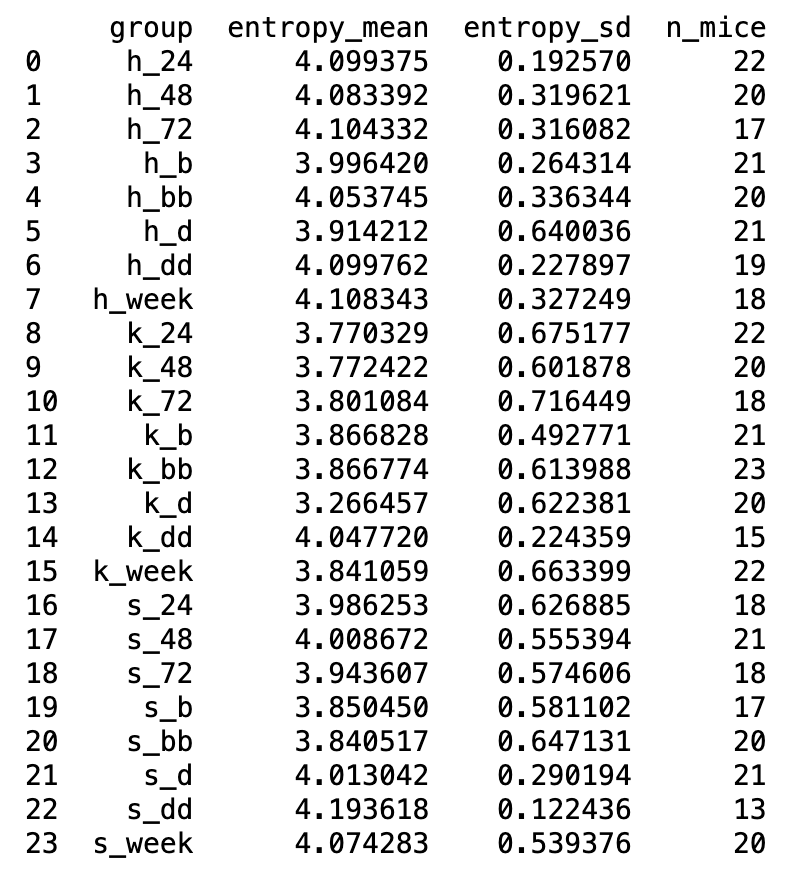 group entropy_mean entropy_sd n_mice
0 h_24 4.099375 0.192570 22
1 h_48 4.083392 0.319621 20
2 h_72 4.104332 0.316082 17
3 h_b 3.996420 0.264314 21
4 h_bb 4.053745 0.336344 20
5 h_d 3.914212 0.640036 21
6 h_dd 4.099762 0.227897 19
7 h_week 4.108343 0.327249 18
8 k_24 3.770329 0.675177 22
9 k_48 3.772422 0.601878 20
10 k_72 3.801084 0.716449 18
11 k_b 3.866828 0.492771 21
12 k_bb 3.866774 0.613988 23
13 k_d 3.266457 0.622381 20
14 k_dd 4.047720 0.224359 15
15 k_week 3.841059 0.663399 22
16 s_24 3.986253 0.626885 18
17 s_48 4.008672 0.555394 21
18 s_72 3.943607 0.574606 18
19 s_b 3.850450 0.581102 17
20 s_bb 3.840517 0.647131 20
21 s_d 4.013042 0.290194 21
22 s_dd 4.193618 0.122436 13
23 s_week 4.074283 0.539376 20